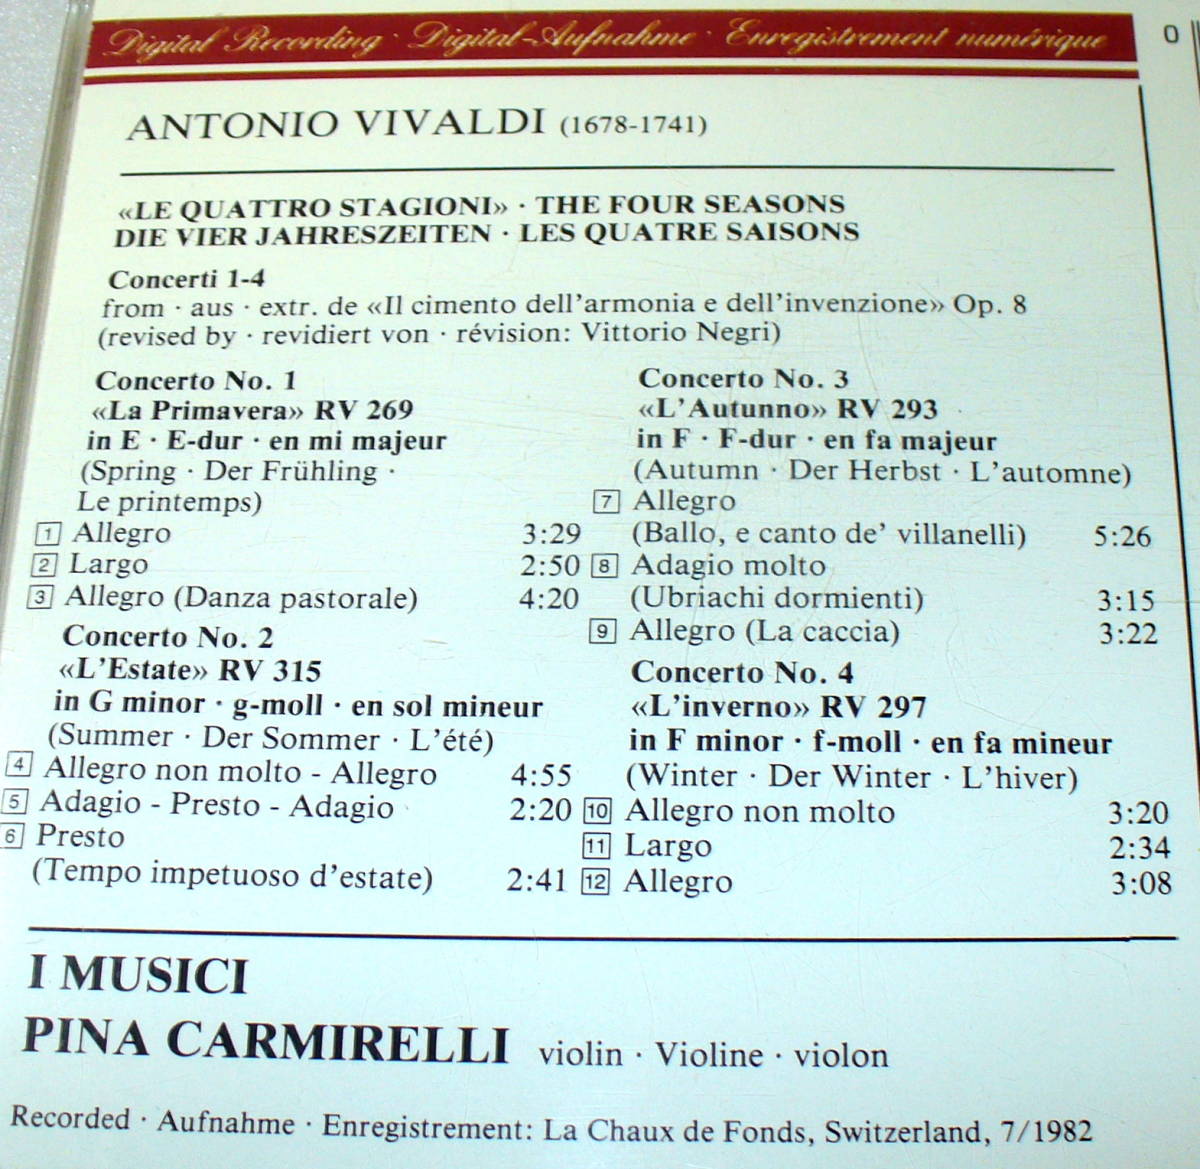 Digital Recording · Digital-Aufnahme · Enregistrement numérique
0
ANTONIO VIVALDI (1678-1741)
«LE QUATTRO STAGIONI» · THE FOUR SEASONS
DIE VIER JAHRESZEITEN · LES QUATRE SAISONS
Concerti 1-4
from · aus · extr. de «Il cimento dell'armonia e dell'invenzione» Op. 8
(revised by · revidiert von · révision: Vittorio Negri)
Concerto No. 1
«La Primavera» RV 269
in E · E-dur · en mi majeur
(Spring · Der Frühling ·
Le printemps)
1 Allegro 3:29
2 Largo 2:50
3 Allegro (Danza pastorale) 4:20
Concerto No. 2
«L'Estate» RV 315
in G minor · g-moll · en sol mineur
(Summer · Der Sommer · L'été)
4 Allegro non molto - Allegro 4:55
5 Adagio - Presto - Adagio 2:20
6 Presto
(Tempo impetuoso d'estate) 2:41
Concerto No. 3
«L'Autunno» RV 293
in F · F-dur · en fa majeur
(Autumn · Der Herbst · L'automne)
7 Allegro
(Ballo, e canto de' villanelli) 5:26
8 Adagio molto
(Ubriachi dormienti) 3:15
9 Allegro (La caccia) 3:22
Concerto No. 4
«L'inverno» RV 297
in F minor · f-moll · en fa mineur
(Winter · Der Winter · L'hiver)
10 Allegro non molto 3:20
11 Largo 2:34
12 Allegro 3:08
I MUSICI
PINA CARMIRELLI violin · Violine · violon
Recorded · Aufnahme · Enregistrement: La Chaux de Fonds, Switzerland, 7/1982